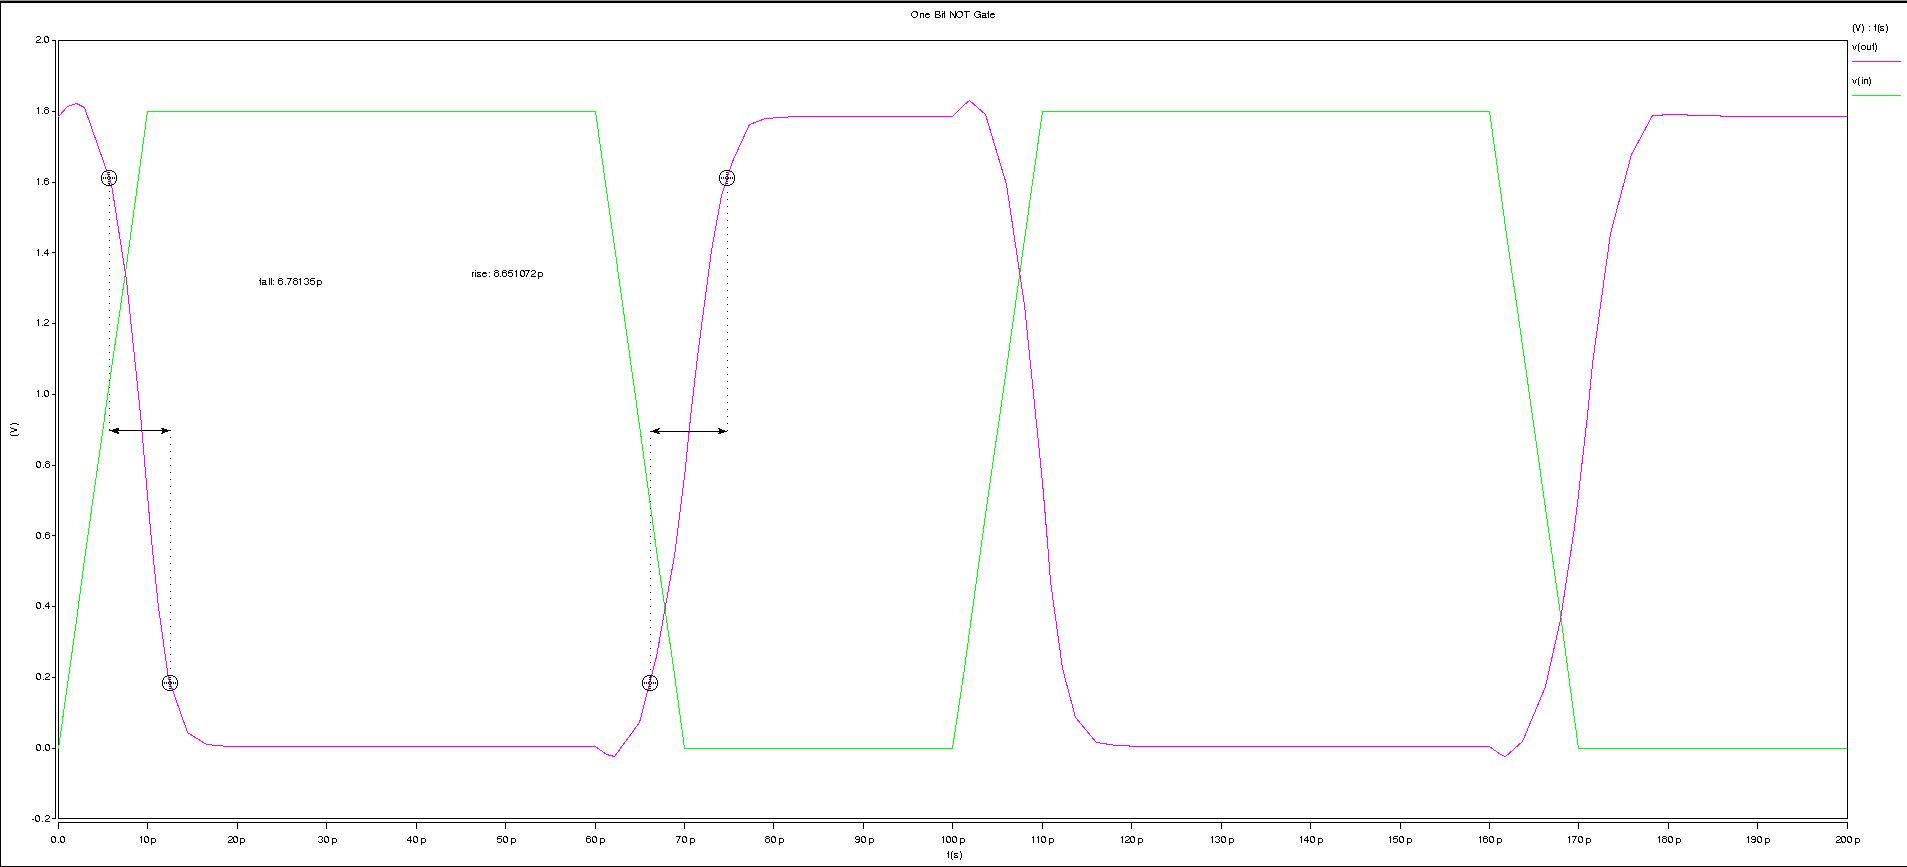 One Bit NOT Gate
(V) : t(s)
v(out)
v(in)
2.0
1.8
1.6
1.4
1.2
1.0
0.8
0.6
0.4
0.2
0.0
-0.2
(V)
fall: 6.78135p
rise: 8.651072p
0.0 10p 20p 30p 40p 50p 60p 70p 80p 90p 100p 110p 120p 130p 140p 150p 160p 170p 180p 190p 200p
t(s)